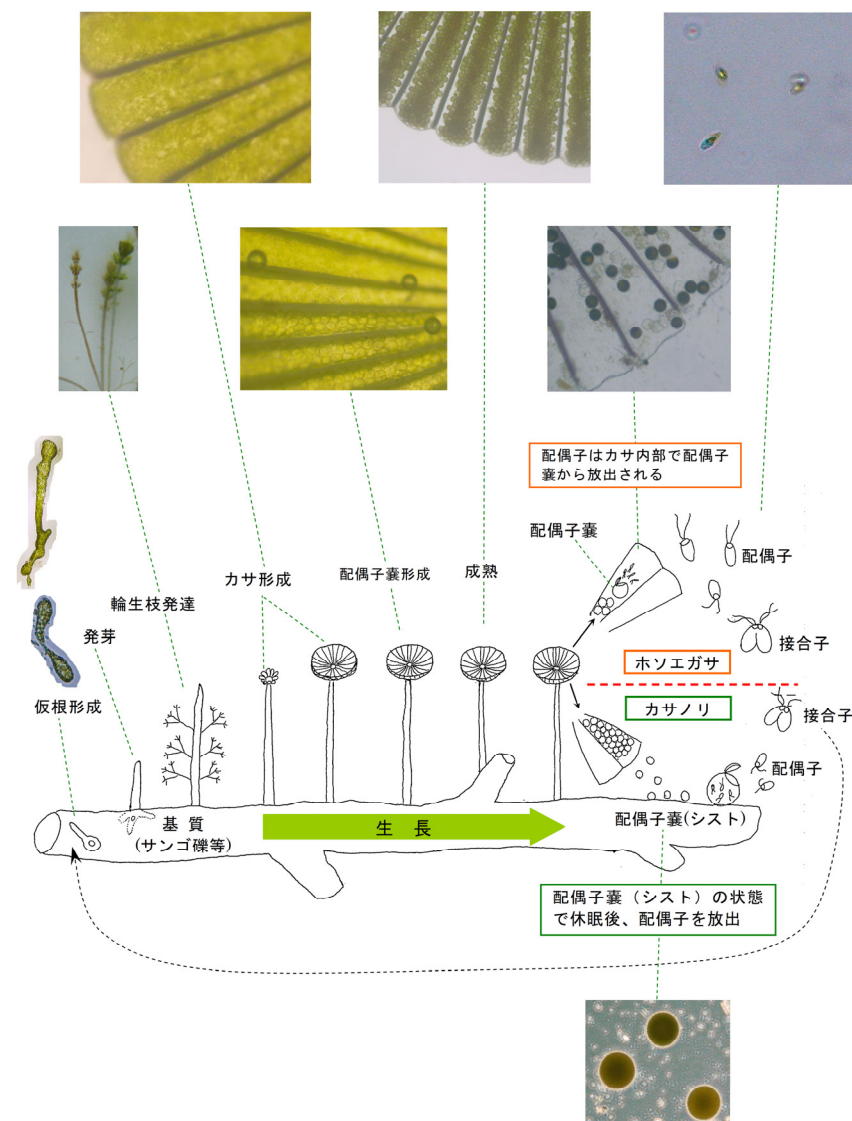 配偶子はカサ内部で配偶子
嚢から放出される
配偶子嚢
配偶子
カサ形成
配偶子嚢形成
成熟
輪生枝発達
発芽
接合子
ホソエガサ
仮根形成
カサノリ
接合子
配偶子
基質
(サンゴ礫等)
生長
配偶子嚢(シスト)
配偶子嚢（シスト）の状態
で休眠後、配偶子を放出